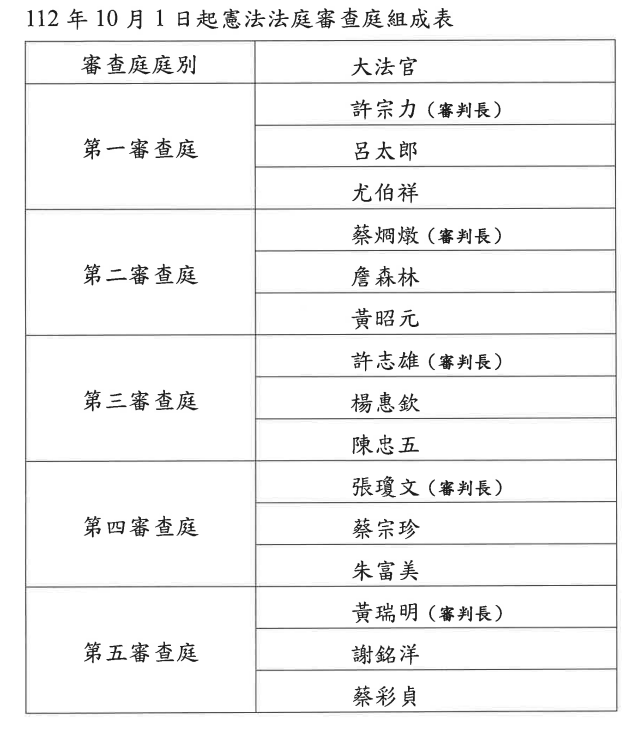 112 年 10 月 1 日起憲法法庭審查庭組成表
審查庭庭別 大法官
許宗力（審判長）
第一審查庭 呂太郎
尤伯祥
蔡烱燉（審判長）
第二審查庭 詹森林
黃昭元
許志雄（審判長）
第三審查庭 楊惠欽
陳忠五
張瓊文（審判長）
第四審查庭 蔡宗珍
朱富美
黃瑞明（審判長）
第五審查庭 謝銘洋
蔡彩貞